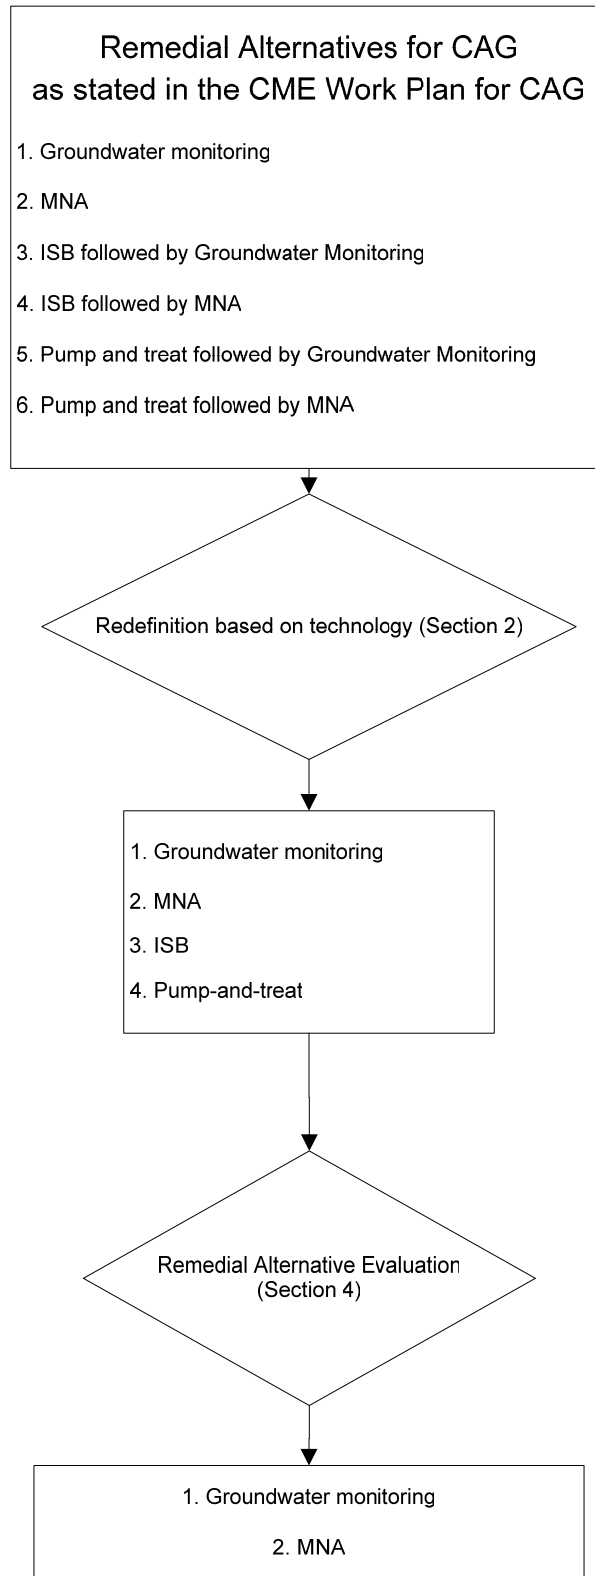 Remedial Alternatives for CAG
as stated in the CME Work Plan for CAG
1. Groundwater monitoring
2. MNA
3. ISB followed by Groundwater Monitoring
4. ISB followed by MNA
5. Pump and treat followed by Groundwater Monitoring
6. Pump and treat followed by MNA
Redefinition based on technology (Section 2)
1. Groundwater monitoring
2. MNA
3. ISB
4. Pump-and-treat
Remedial Alternative Evaluation
(Section 4)
1. Groundwater monitoring
2. MNA